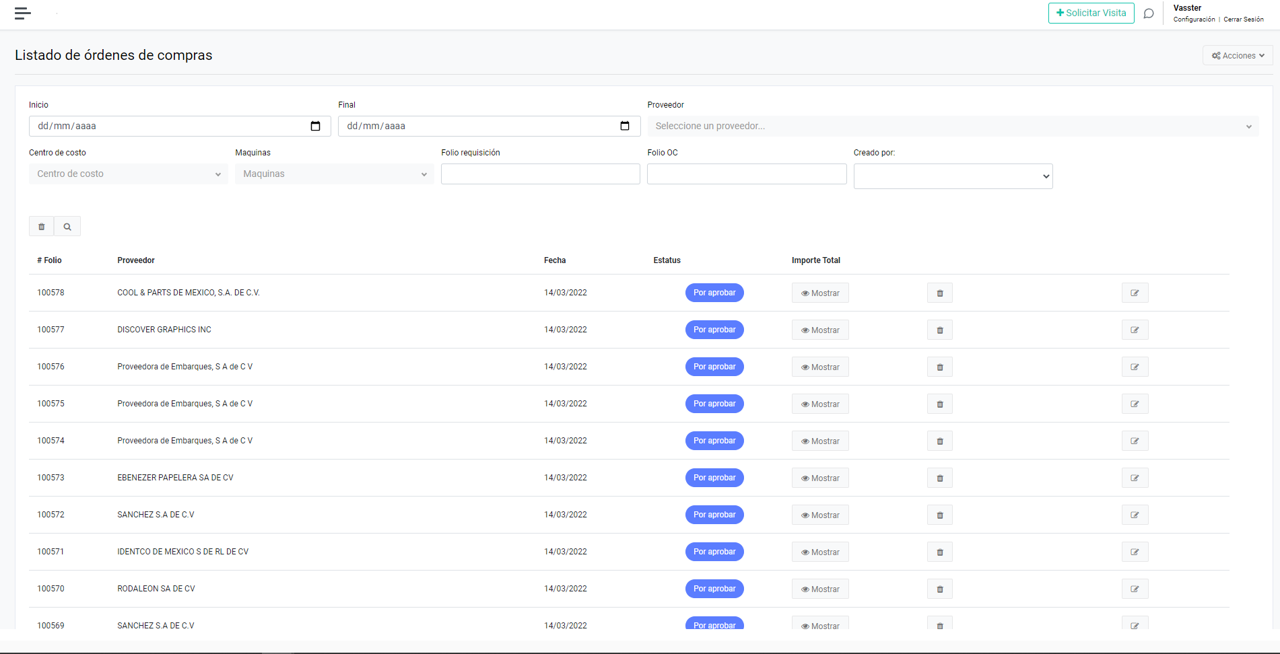 Solicitar Visita
Vasster
Configuración | Cerrar Sesión
Listado de órdenes de compras
Acciones
Inicio Final Proveedor
dd/mm/aaaa dd/mm/aaaa Seleccione un proveedor...
Centro de costo Maquinas Folio requisición Folio OC Creado por:
Centro de costo Maquinas
# Folio Proveedor Fecha Estatus Importe Total
100578 COOL & PARTS DE MEXICO, S.A. DE C.V. 14/03/2022 Por aprobar Mostrar
100577 DISCOVER GRAPHICS INC 14/03/2022 Por aprobar Mostrar
100576 Proveedora de Embarques, S A de C V 14/03/2022 Por aprobar Mostrar
100575 Proveedora de Embarques, S A de C V 14/03/2022 Por aprobar Mostrar
100574 Proveedora de Embarques, S A de C V 14/03/2022 Por aprobar Mostrar
100573 EBENEZER PAPELERA SA DE CV 14/03/2022 Por aprobar Mostrar
100572 SANCHEZ S.A DE C.V 14/03/2022 Por aprobar Mostrar
100571 IDENTCO DE MEXICO S DE RL DE CV 14/03/2022 Por aprobar Mostrar
100570 RODALEON SA DE CV 14/03/2022 Por aprobar Mostrar
100569 SANCHEZ S.A DE C.V 14/03/2022 Por aprobar Mostrar